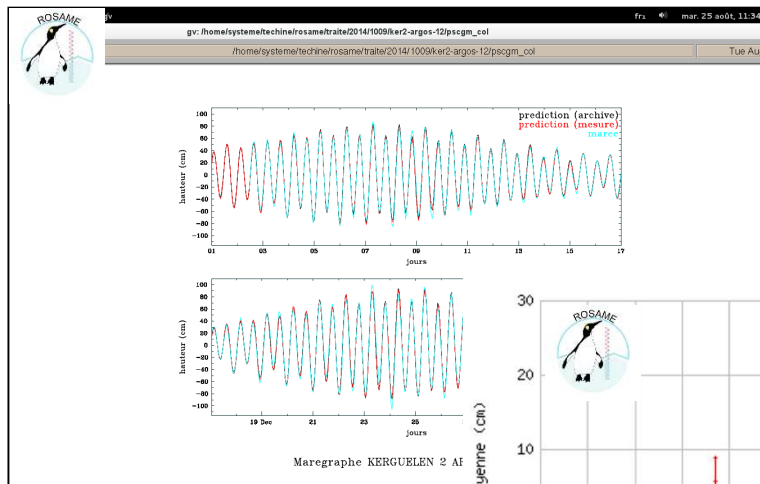 ROSAME
gv
fr₁ mar. 25 août, 11:34
gv: /home/systeme/techine/rosame/traite/2014/1009/ker2-argos-12/pscgm_col
/home/systeme/techine/rosame/traite/2014/1009/ker2-argos-12/pscgm_col
Tue Au
prediction (archive)
prediction (mesure)
maree
hauteur (cm)
100
80
60
40
20
0
-20
-40
-60
-80
-100
01 03 05 07 09 11 13 15 17
jours
hauteur (cm)
100
80
60
40
20
0
-20
-40
-60
-80
-100
19 Dec 21 23 25
jours
Maregraphe KERGUELEN 2 AR
ROSAME
30
20
10
yenne (cm)